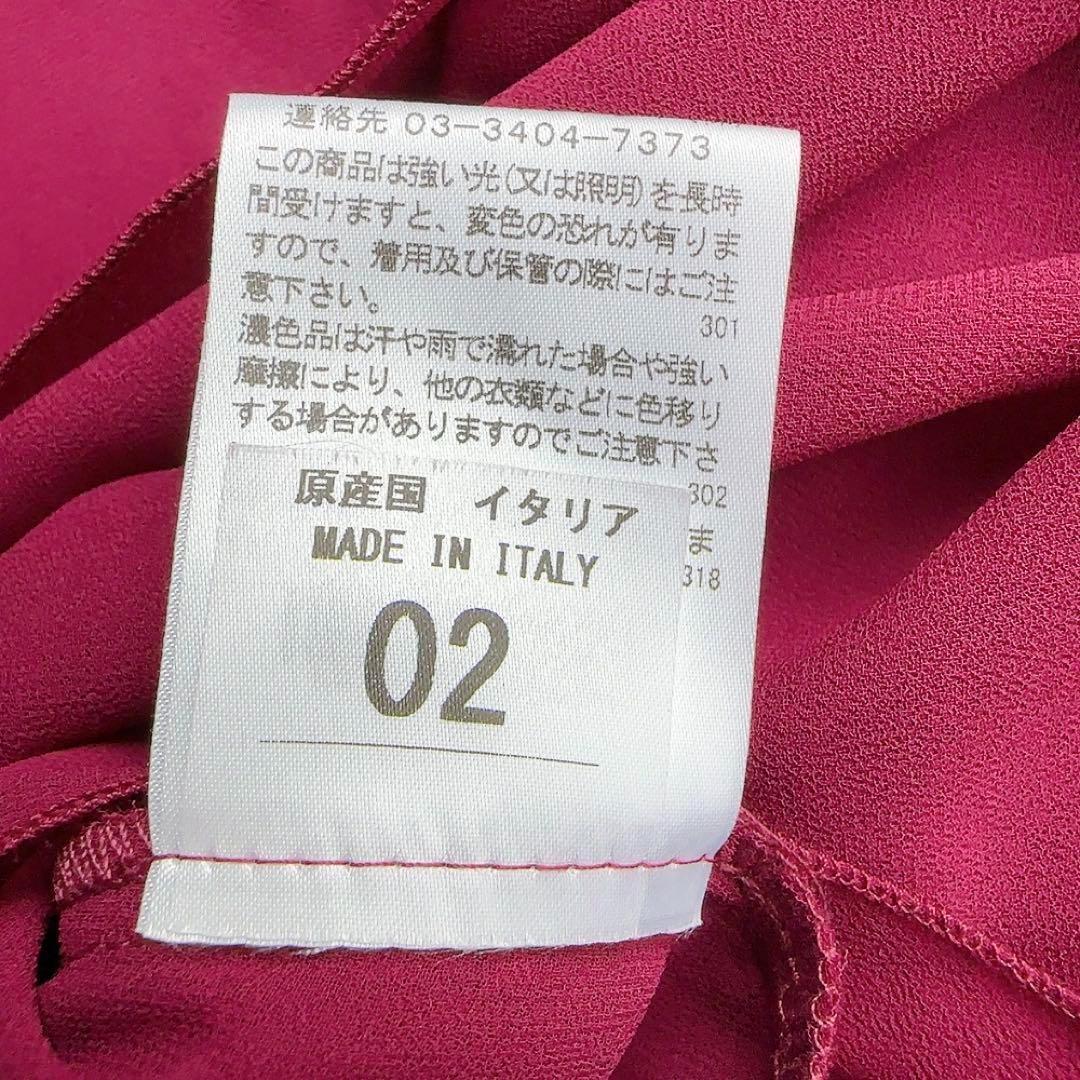 連絡先 03-3404-7373
この商品は強い光(又は照明)を長時
間受けますと、変色の恐れが有りま
すので、着用及び保管の際にはご注
意下さい。
301
濃色品は汗や雨で濡れた場合や強い
摩擦により、他の衣類などに色移り
する場合がありますのでご注意下さ
302
ま
318
原産国 イタリア
MADE IN ITALY
02